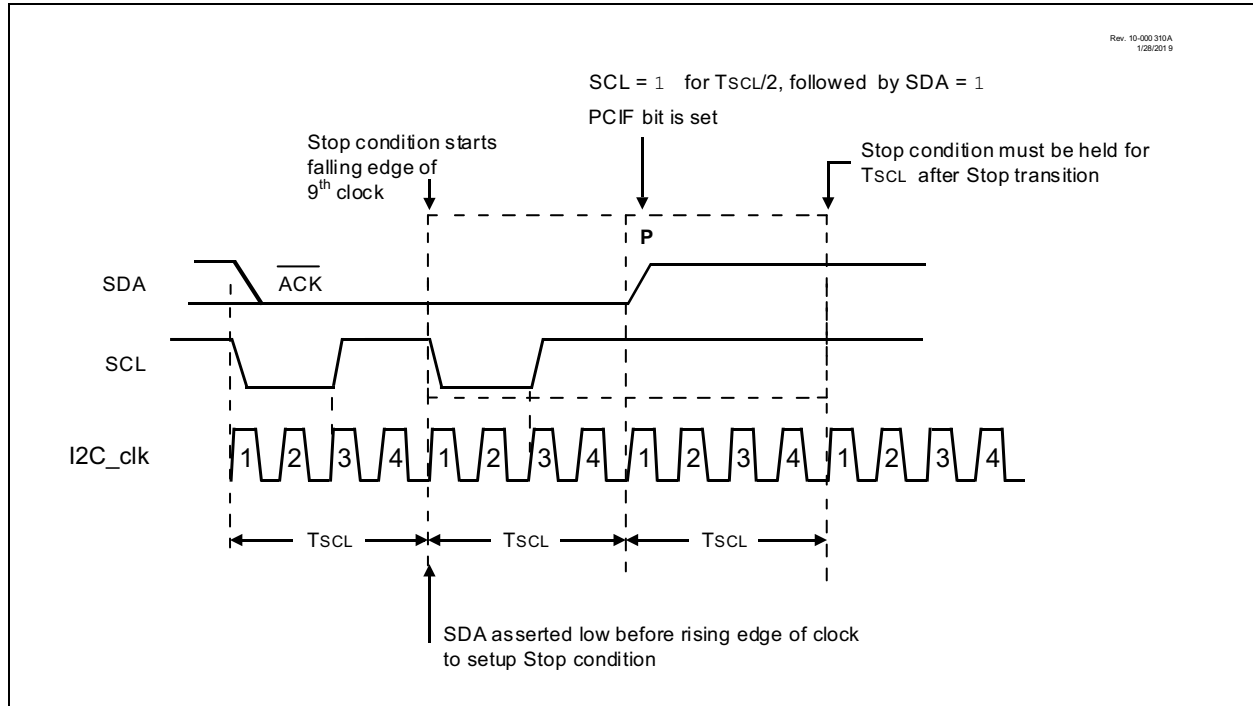 Rev. 10-000 310A
1/28/201 9
SCL = 1 for TSCL/2, followed by SDA = 1
PCIF bit is set
Stop condition starts
falling edge of
9th clock
Stop condition must be held for
TSCL after Stop transition
P
SDA
ACK
SCL
I2C_clk
1 2 3 4 1 2 3 4 1 2 3 4 1 2 3 4
TSCL TSCL TSCL
SDA asserted low before rising edge of clock
to setup Stop condition